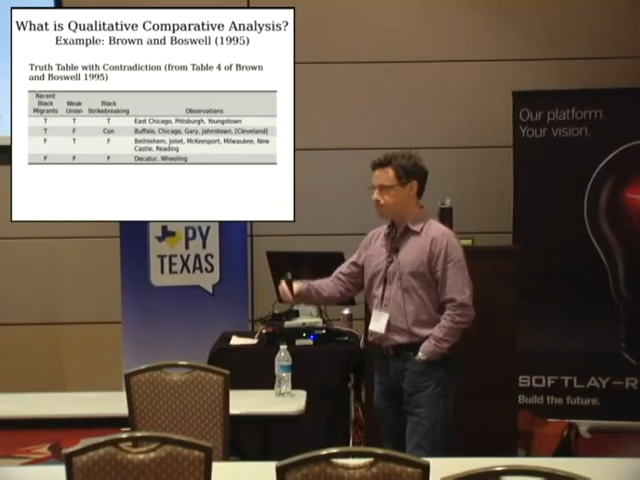 What is Qualitative Comparative Analysis?
Example: Brown and Boswell (1995)
Truth Table with Contradiction (from Table 4 of Brown
and Boswell 1995)
Recent
Black Weak Black
Migrants Union Strikebreaking Observations
T T T East Chicago, Pittsburgh, Youngstown
T F Con Buffalo, Chicago, Gary, Johnstown, [Cleveland]
F T F Bethlehem, Joliet, McKeesport, Milwaukee, New
Castle, Reading
F F F Decatur, Wheeling
PY
TEXAS
Our platform.
Your vision.
SOFTLAY-R
Build the future.